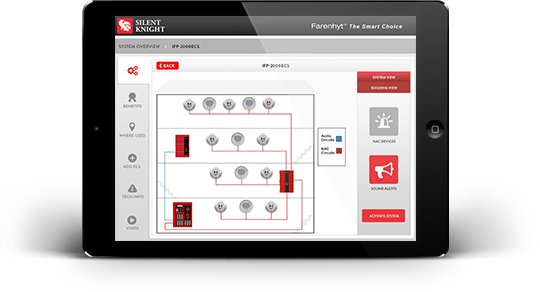 SILENT
KNIGHT
Farenhyt™ The Smart Choice
SYSTEM OVERVIEW
IFP-2000ECS
BACK
IFP-2000ECS
SYSTEM VIEW
BUILDING VIEW
BENEFITS
WHERE USED
ADD ECS
TECH INFO
VIDEO
Audio
Circuits
NAC
Circuits
NAC DEVICES
SOUND ALERTS
ACTIVATE SYSTEM